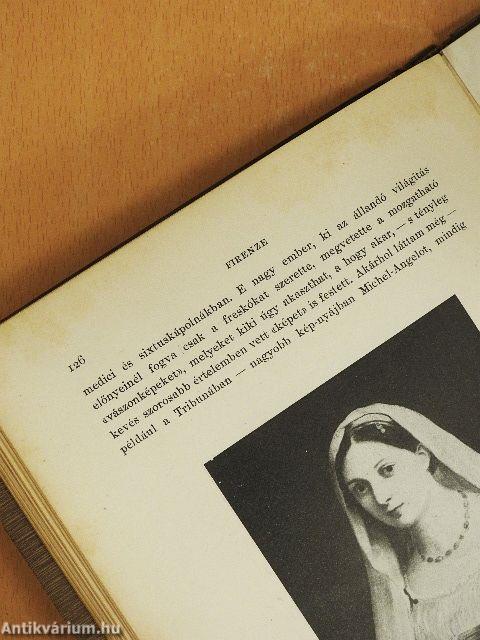 126
FIRENZE
medici és sixtuskápolnákban. E nagy ember, ki az állandó világítás
előnyeinél fogva csak a freskókat szerette, megvetette a mozgatható
«vászonképeket», melyeket kiki úgy akaszthat, a hogy akar, — s tényleg
kevés szorosabb értelemben vett «képet» is festett. Akárhol láttam még —
például a Tribunában — nagyobb kép-nyájban Michel-Angelot, mindig
Antikvárium.hu